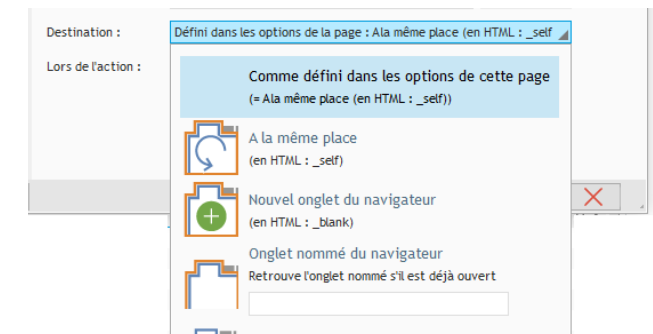 Destination :
Défini dans les options de la page : Ala même place (en HTML : _self
Lors de l'action :
Comme défini dans les options de cette page
(= Ala même place (en HTML : _self))
A la même place
(en HTML : _self)
Nouvel onglet du navigateur
(en HTML : _blank)
Onglet nommé du navigateur
Retrouve l'onglet nommé s'il est déjà ouvert